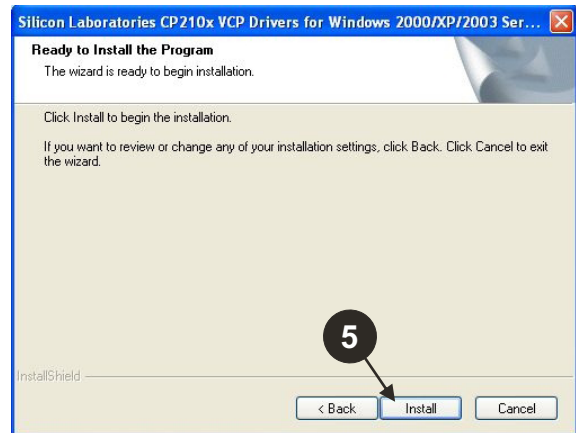 Silicon Laboratories CP210x VCP Drivers for Windows 2000/XP/2003 Ser...
Ready to Install the Program
The wizard is ready to begin installation.
Click Install to begin the installation.
If you want to review or change any of your installation settings, click Back. Click Cancel to exit
the wizard.
5
InstallShield
< Back
Install
Cancel